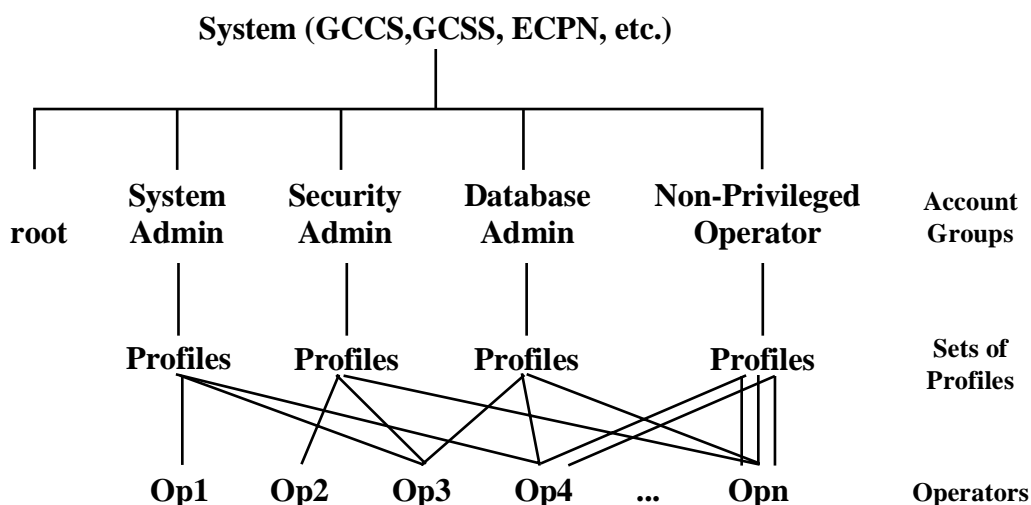 System (GCCS,GCSS, ECPN, etc.)
root
System
Admin
Security
Admin
Database
Admin
Non-Privileged
Operator
Account
Groups
Profiles
Profiles
Profiles
Profiles
Sets of
Profiles
Op1
Op2
Op3
Op4
...
Opn
Operators